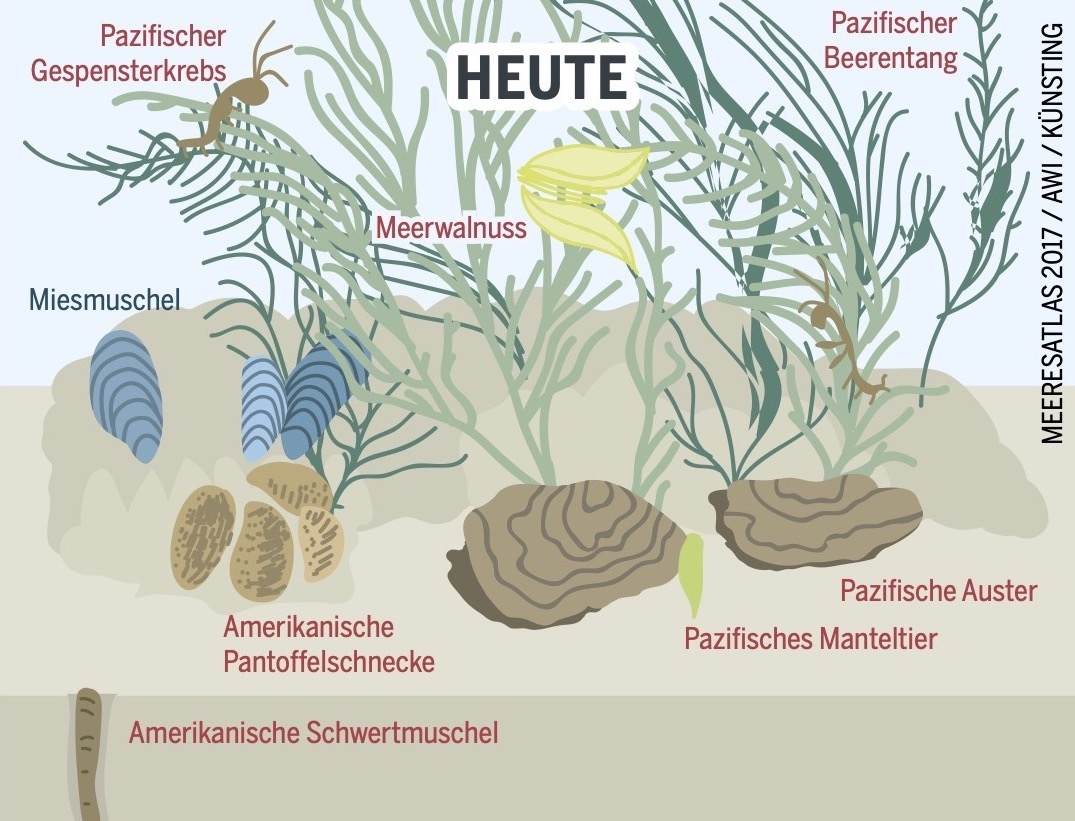 Pazifischer
Gespensterkrebs
HEUTE
Pazifischer
Beerentang
Meerwalnuss
Miesmuschel
Amerikanische
Pantoffelschnecke
Pazifische Auster
Pazifisches Manteltier
Amerikanische Schwertmuschel
MEERESATLAS 2017 / AWI / KÜNSTING